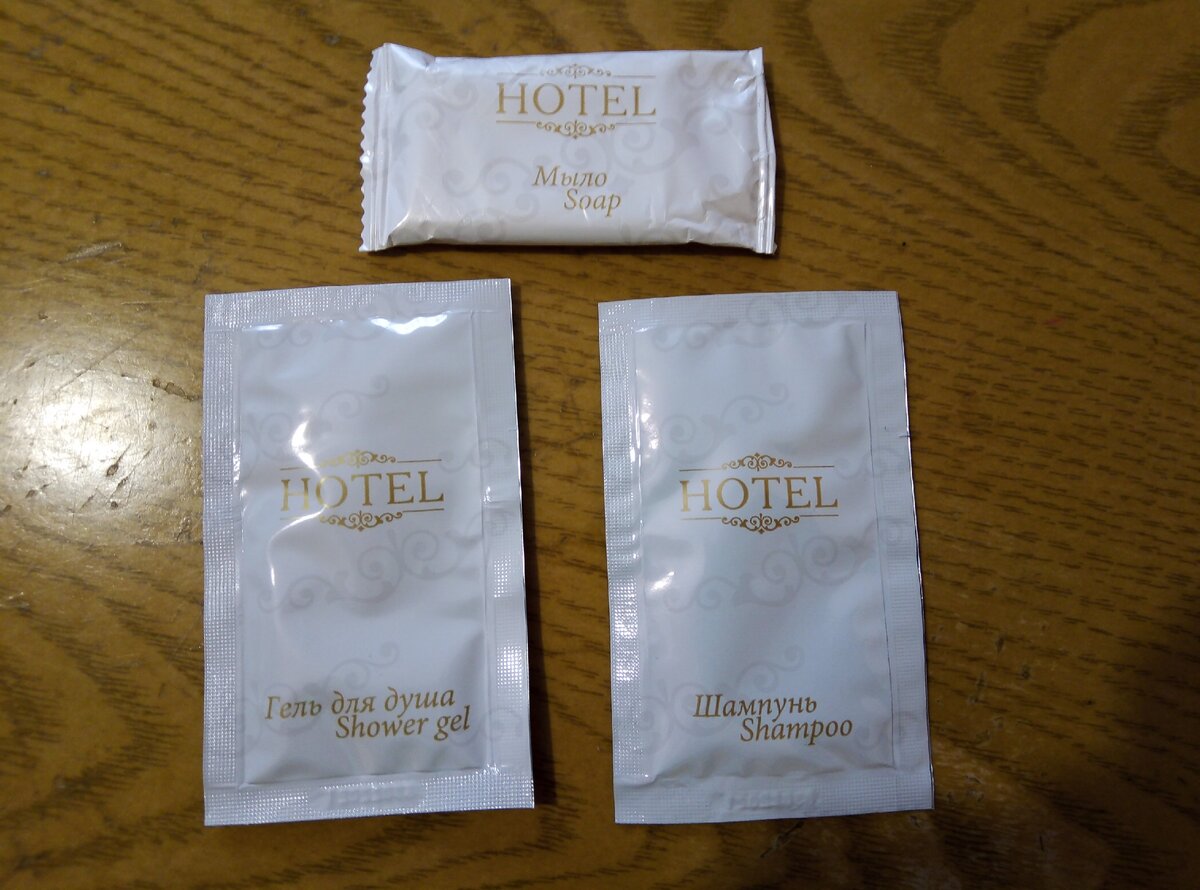 HOTEL
Мыло
Soap
HOTEL
Гель для душа
Shower gel
HOTEL
Шампунь
Shampoo